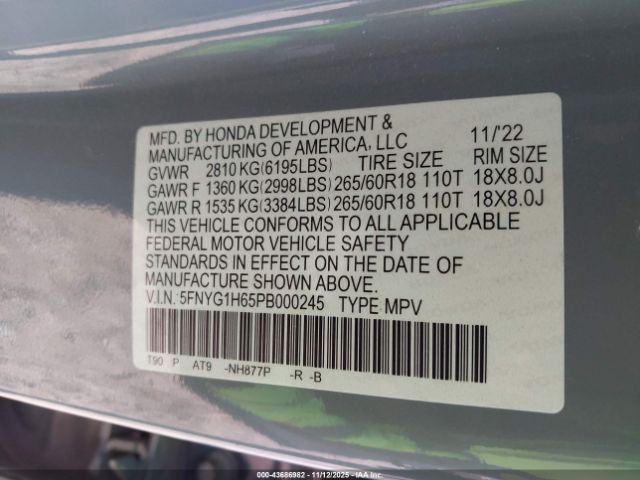 MFD. BY HONDA DEVELOPMENT & 11/'22
MANUFACTURING OF AMERICA, LLC
GVWR 2810 KG(6195LBS) TIRE SIZE RIM SIZE
GAWR F 1360 KG(2998LBS) 265/60R18 110T 18X8.0J
GAWR R 1535 KG(3384LBS) 265/60R18 110T 18X8.0J
THIS VEHICLE CONFORMS TO ALL APPLICABLE
FEDERAL MOTOR VEHICLE SAFETY
STANDARDS IN EFFECT ON THE DATE OF
MANUFACTURE SHOWN ABOVE.
V.I.N. 5FNYG1H65PB000245 TYPE MPV
T90 P AT9 -NH877P -R -B
000-43686982 - 11/12/2025 - IAA Inc.